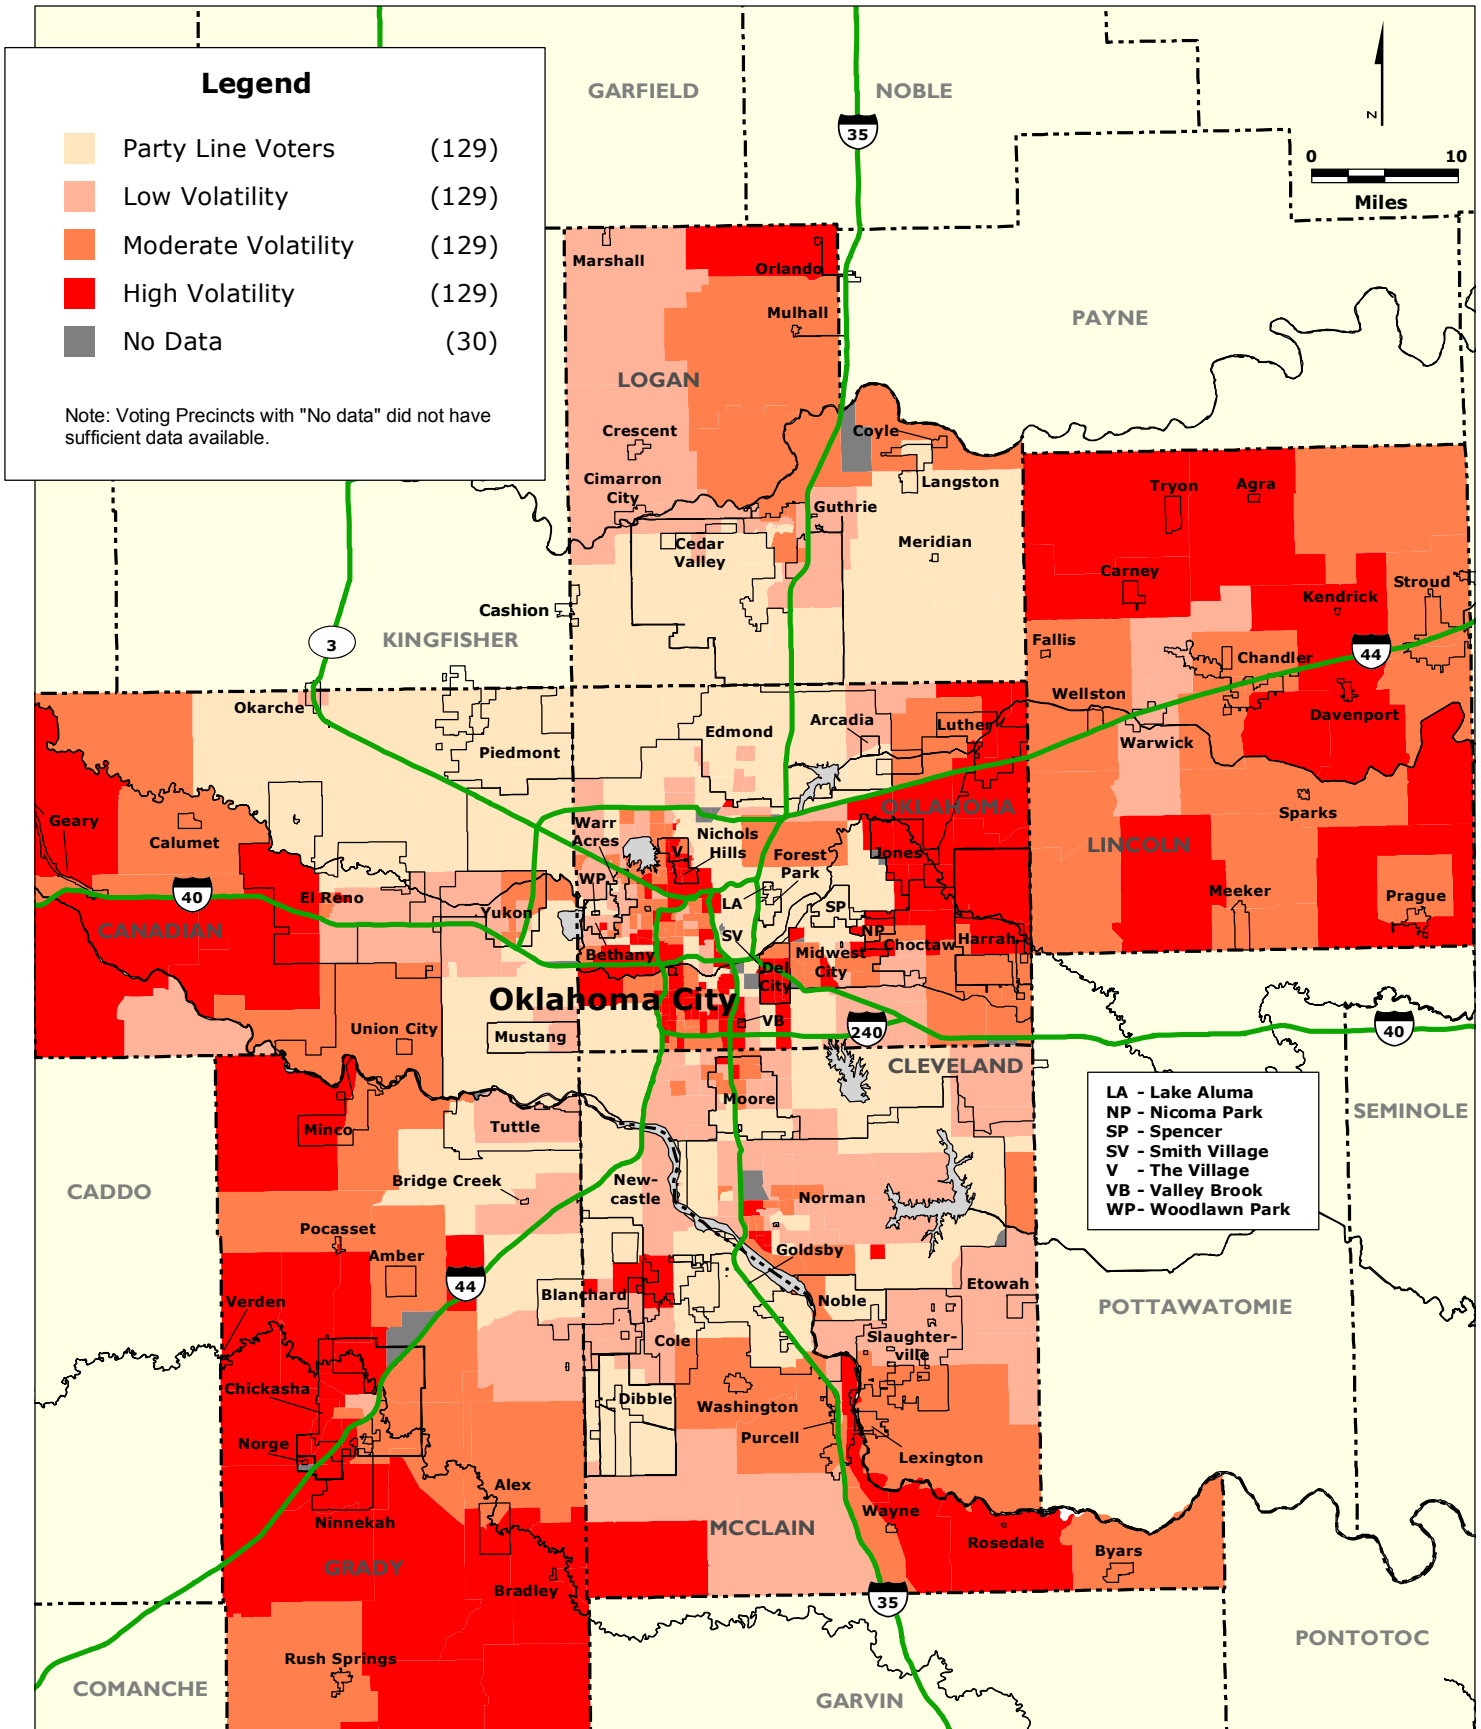 Legend
Party Line Voters (129)
Low Volatility (129)
Moderate Volatility (129)
High Volatility (129)
No Data (30)
Note: Voting Precincts with "No data" did not have
sufficient data available.
GARFIELD
NOBLE
35
N
0 10
Miles
Marshall
Orlando
Mulhall
PAYNE
LOGAN
Crescent
Coyle
Cimarron
City
Langston
Guthrie
Tryon
Agra
Cedar
Valley
Meridian
Carney
Stroud
Kendrick
Cashion
KINGFISHER
3
Fallis
44
Chandler
Wellston
Okarche
Davenport
Arcadia
Luther
Edmond
Piedmont
Warwick
OKLAHOMA
Sparks
Geary
Calumet
Warr
Acres
Nichols
Hills
V
Forest
Park
Jones
LINCOLN
WP
40
El Reno
Meeker
Prague
Yukon
LA
SP
CANADIAN
SV
NP
Choctaw
Harrah
Bethany
Midwest
City
Del
City
Oklahoma City
VB
240
40
Union City
Mustang
CLEVELAND
Moore
LA - Lake Aluma
NP - Nicoma Park
SP - Spencer
SV - Smith Village
V - The Village
VB - Valley Brook
WP- Woodlawn Park
SEMINOLE
Minco
Tuttle
CADDO
Bridge Creek
New-
castle
Norman
Pocasset
Amber
Goldsby
44
Etowah
Verden
Blanchard
Noble
POTTAWATOMIE
Cole
Slaughter-
ville
Chickasha
Dibble
Washington
Purcell
Norge
Lexington
Alex
Wayne
Ninnekah
MCCLAIN
Rosedale
Byars
GRADY
Bradley
35
PONTOTOC
Rush Springs
COMANCHE
GARVIN